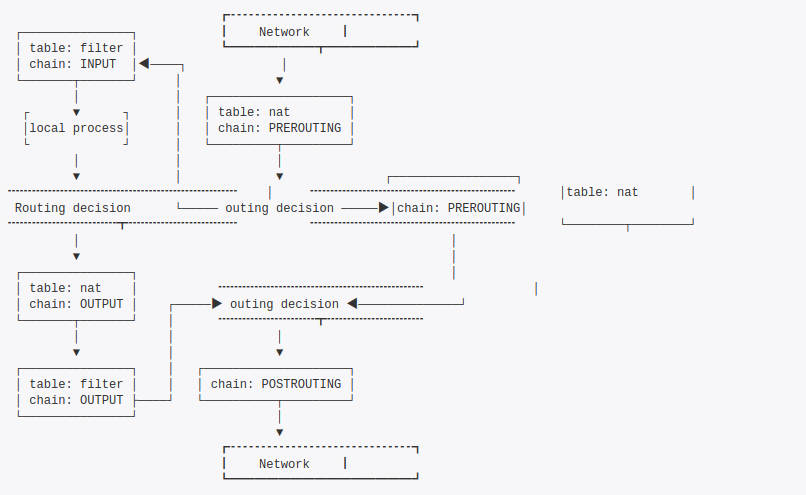 Network
table: filter
chain: INPUT
table: nat
local process
chain: PREROUTING
table: nat
Routing decision
outing decision
chain: PREROUTING
table: nat
chain: OUTPUT
outing decision
table: filter
chain: OUTPUT
chain: POSTROUTING
Network